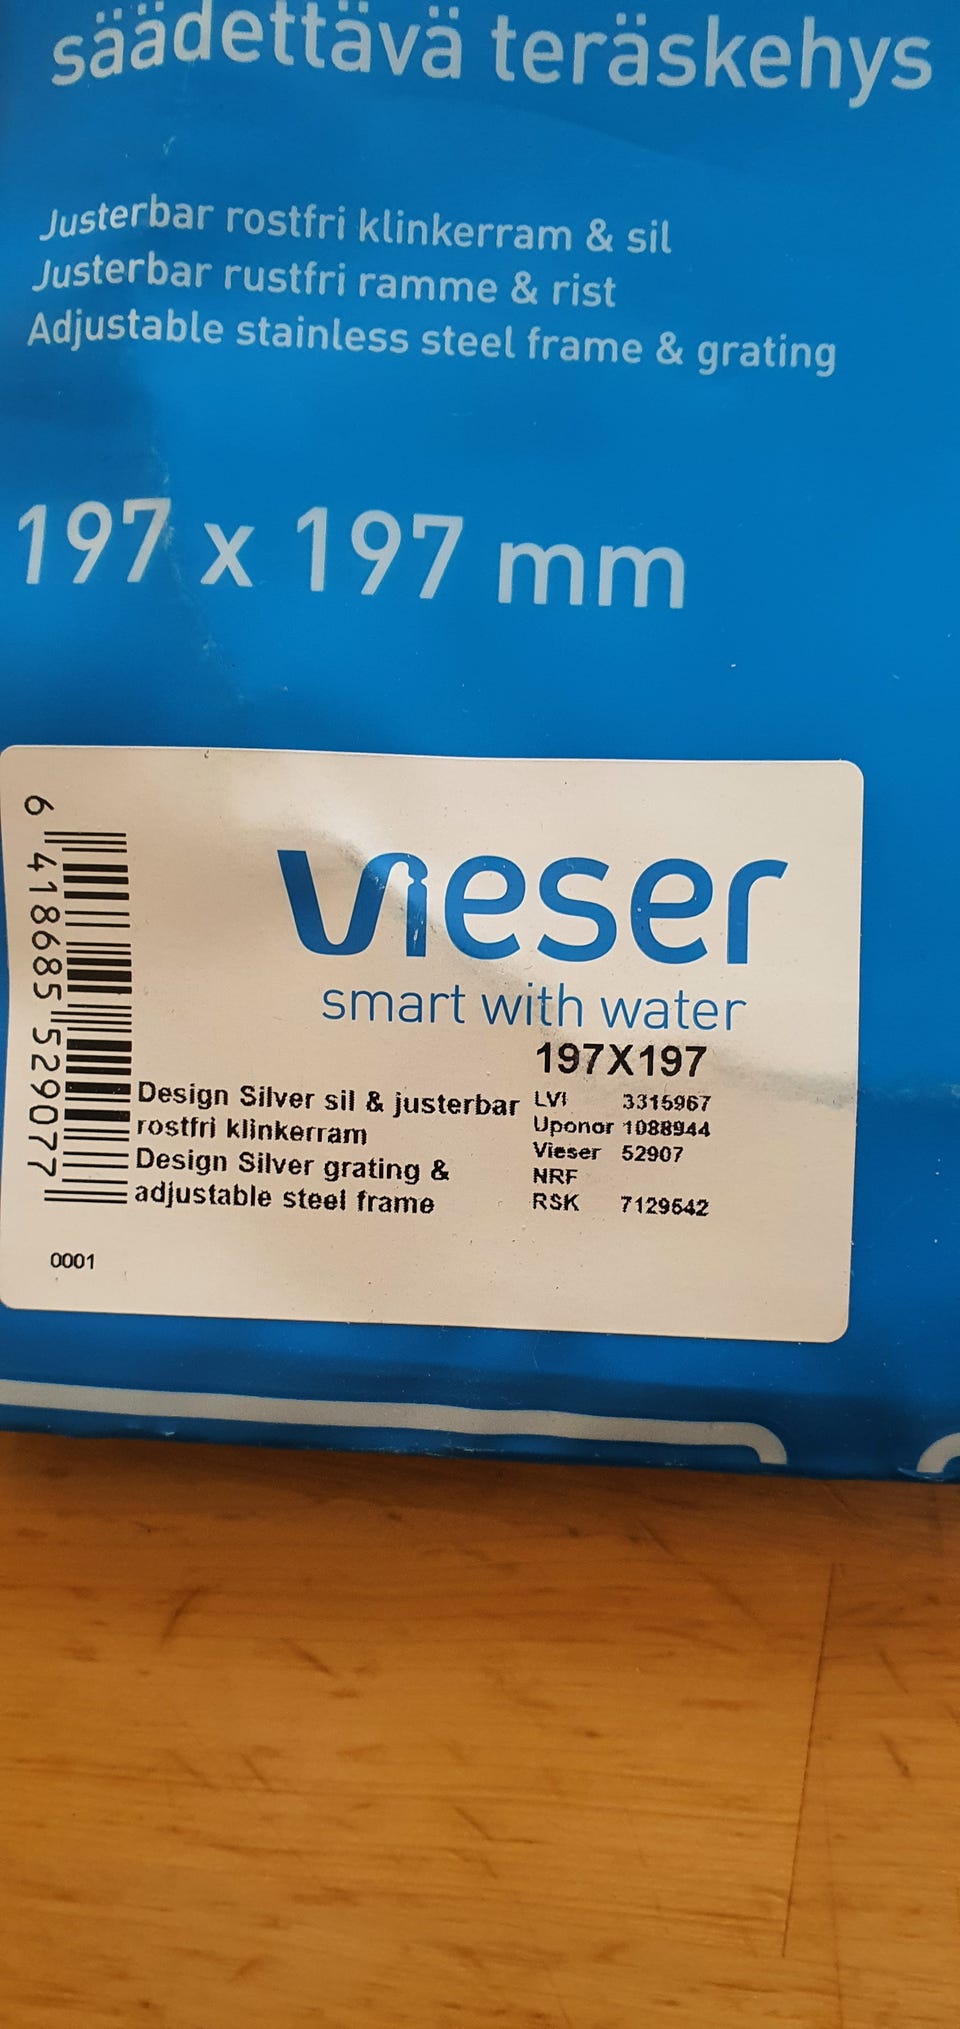 säädettävä teräskehys
Justerbar rostfri klinkerram & sil
Justerbar rustfri ramme & rist
Adjustable stainless steel frame & grating
197 x 197 mm
vieser
smart with water
197X197
Design Silver sil & justerbar
rostfri klinkerram
Design Silver grating &
adjustable steel frame
LVI 3315967
Uponor 1088944
Vieser 52907
NRF
RSK 7129542
6 418685 529077
0001